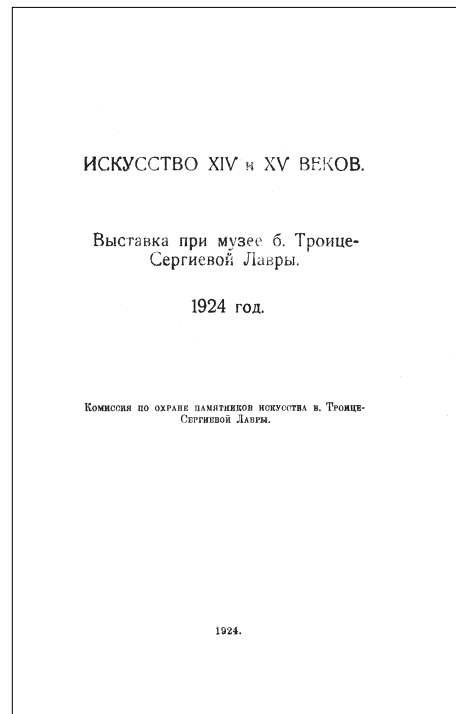 ИСКУССТВО XIV и XV ВЕКОВ.
Выставка при музее б. Троице-
Сергиевой Лавры.
1924 год.
Комиссия по охране памятников искусства в. Троице-
Сергиевой Лавры.
1924.